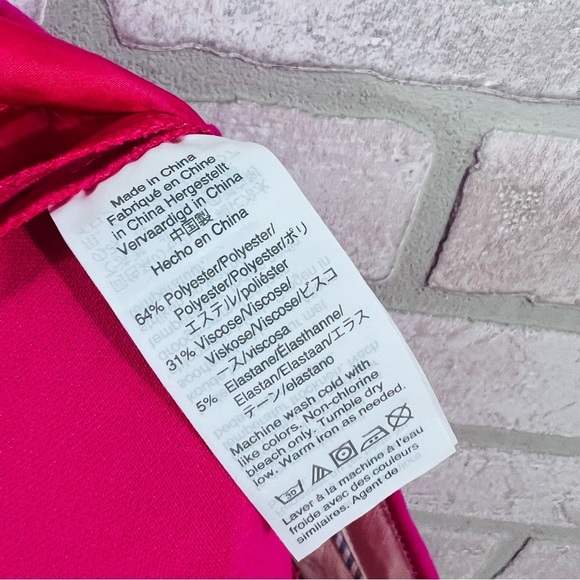 Made in China
Fabriqué en Chine
in China Hergestellt
Vervaardigd in China
中国製
Hecho en China
64% Polyester/Polyester/
Polyester/Polyester/ポリ
エステル/poliéster
31% Viscose/Viscose/
Viskose/Viscose/ビスコ
ース/viscosa
5% Elastane/Élasthanne/
Elastan/Elastaan/エラス
テーン/elastano
Machine wash cold with
like colors. Non-chlorine
bleach only. Tumble dry
low. Warm iron as needed.
30
Laver à la machine à l'eau
froide avec des couleurs
similaires. Agent de